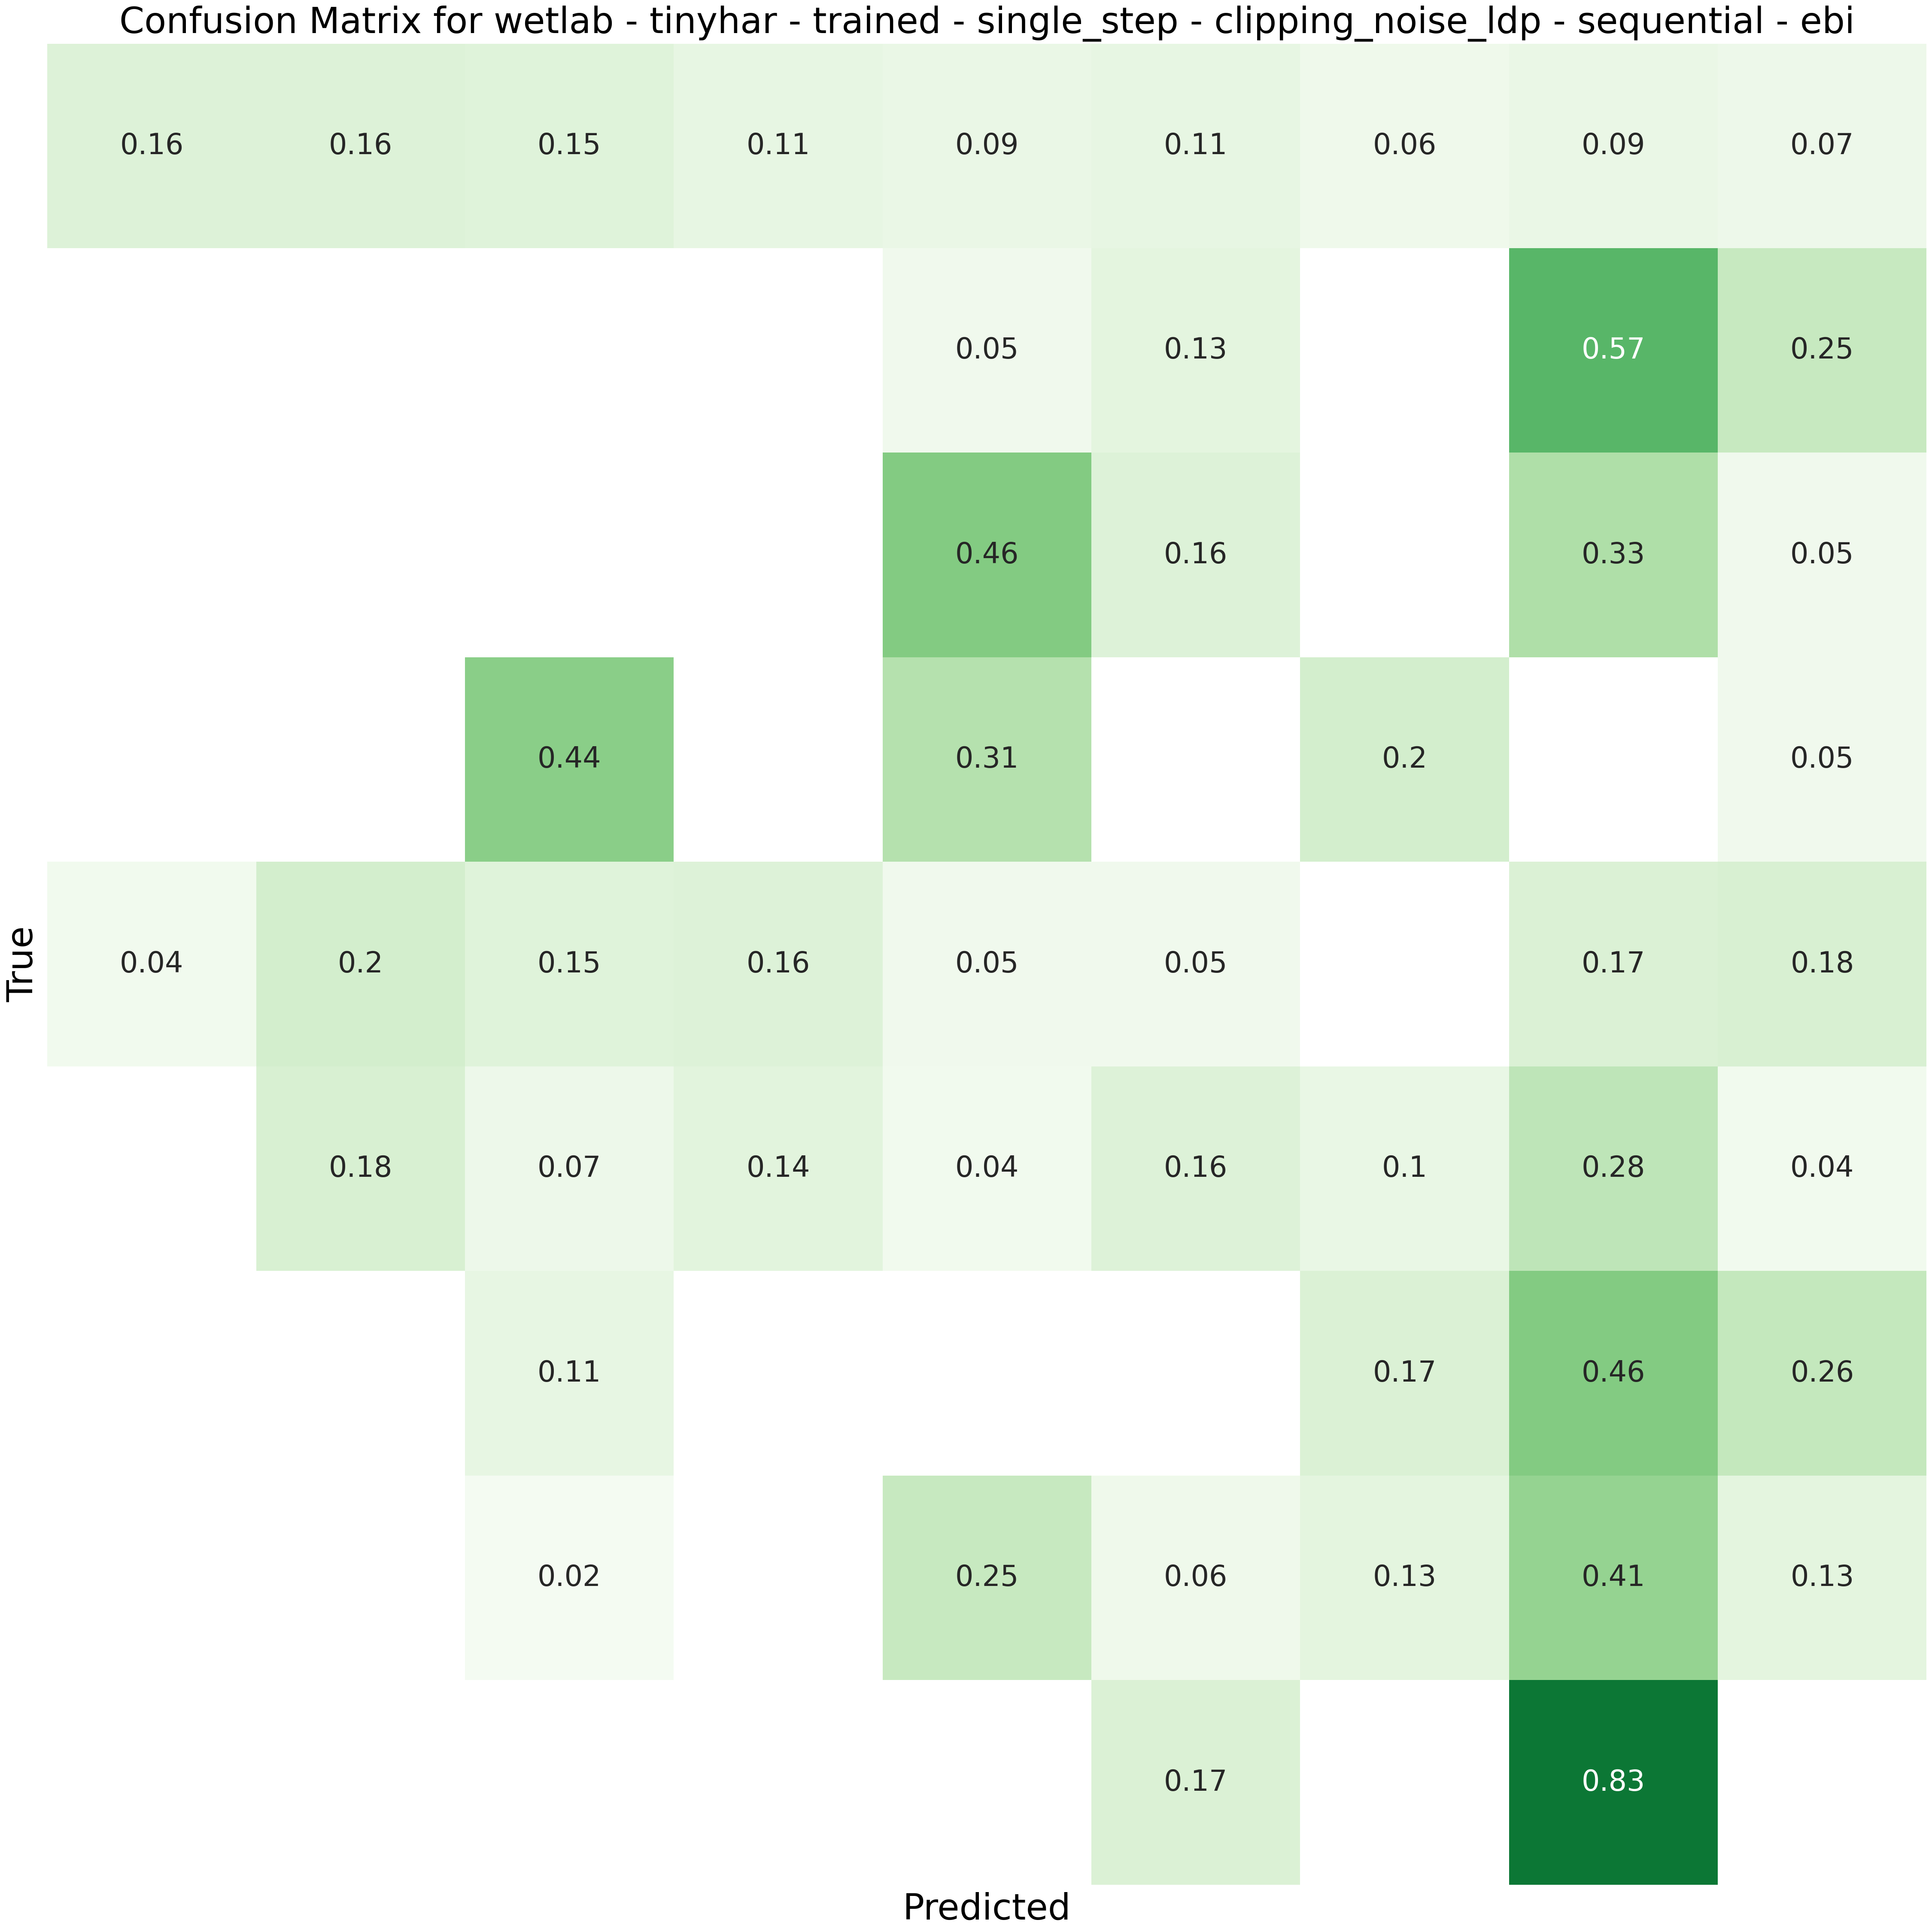 Confusion Matrix for wetlab - tinyhar - trained - single_step - clipping_noise_ldp - sequential - ebi
0.16 0.16 0.15 0.11 0.09 0.11 0.06 0.09 0.07
0.05 0.13 0.57 0.25
0.46 0.16 0.33 0.05
0.44 0.31 0.2 0.05
True
0.04 0.2 0.15 0.16 0.05 0.05 0.17 0.18
0.18 0.07 0.14 0.04 0.16 0.1 0.28 0.04
0.11 0.17 0.46 0.26
0.02 0.25 0.06 0.13 0.41 0.13
0.17 0.83
Predicted